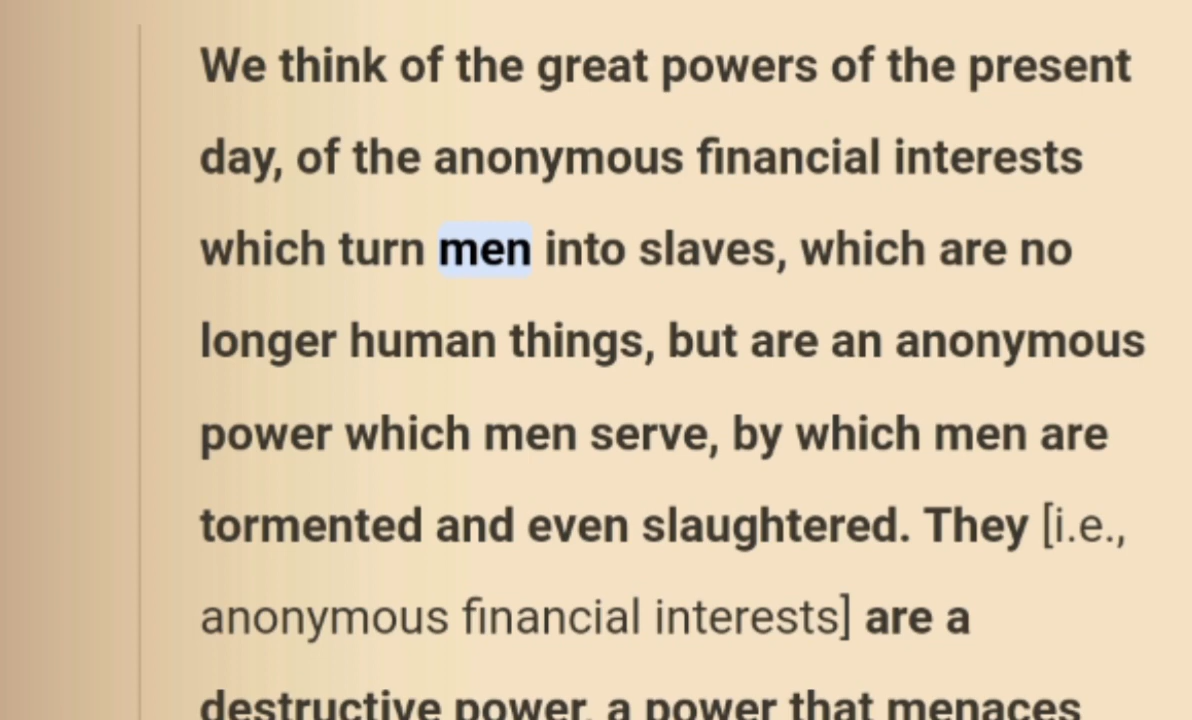 We think of the great powers of the present
day, of the anonymous financial interests
which turn men into slaves, which are no
longer human things, but are an anonymous
power which men serve, by which men are
tormented and even slaughtered. They [i.e.,
anonymous financial interests] are a
destructive power, a power that menaces